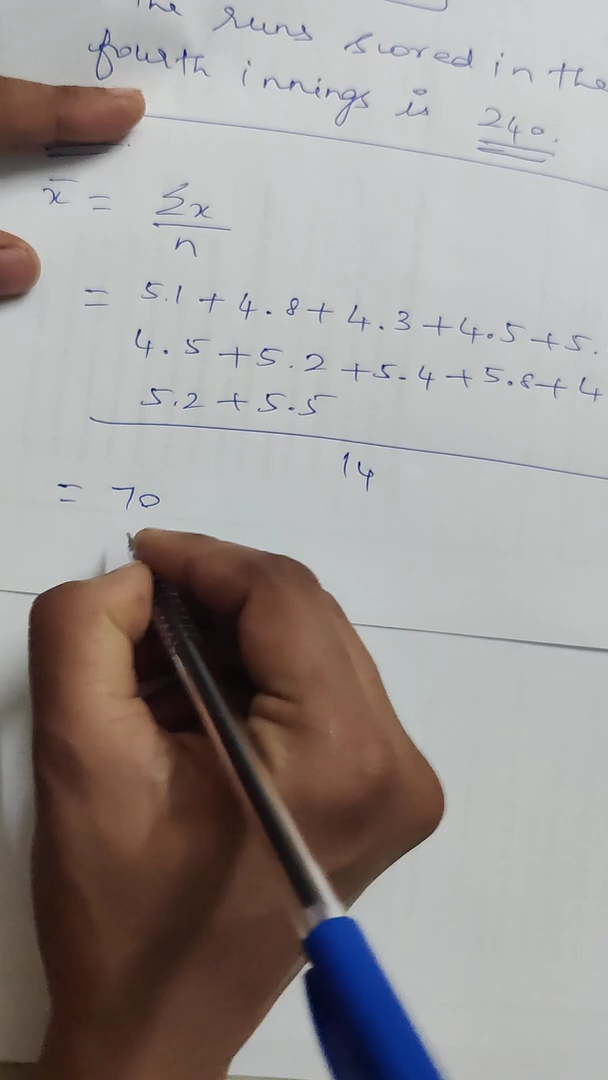 The runs scored in the
fourth innings is 240.
x̄ = Σx
n
= 5.1 + 4.8 + 4.3 + 4.5 + 5.
4.5 + 5.2 + 5.4 + 5.8 + 4
5.2 + 5.5
14
= 70